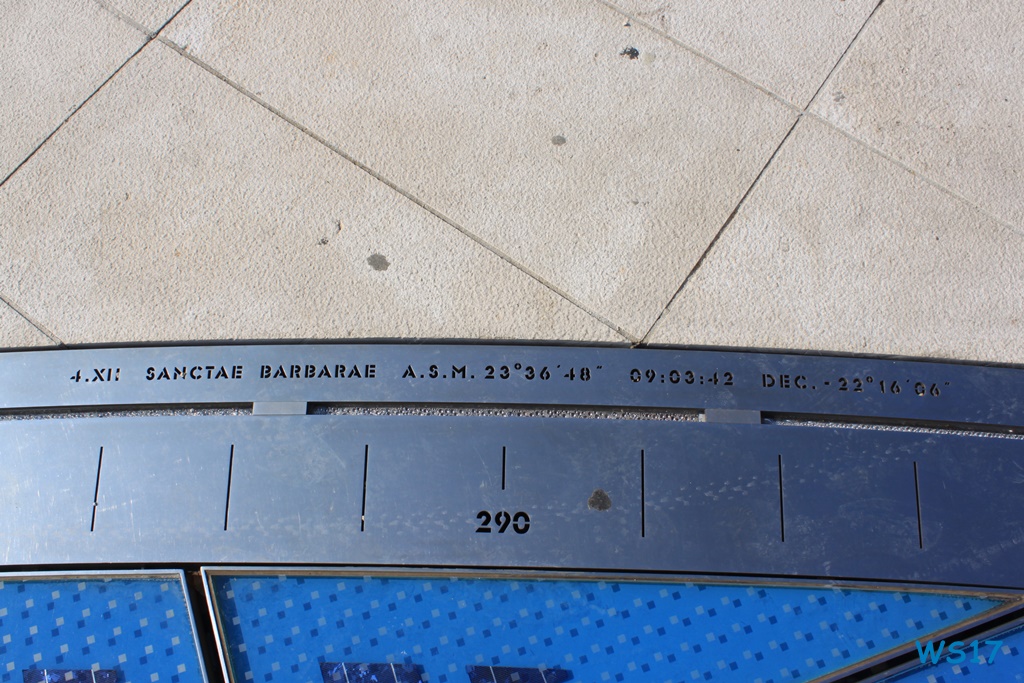 4.XII SANCTAE BARBARAE A.S.M. 23°36'48" 09:03:42 DEC. - 22°16'06"
290
WS17